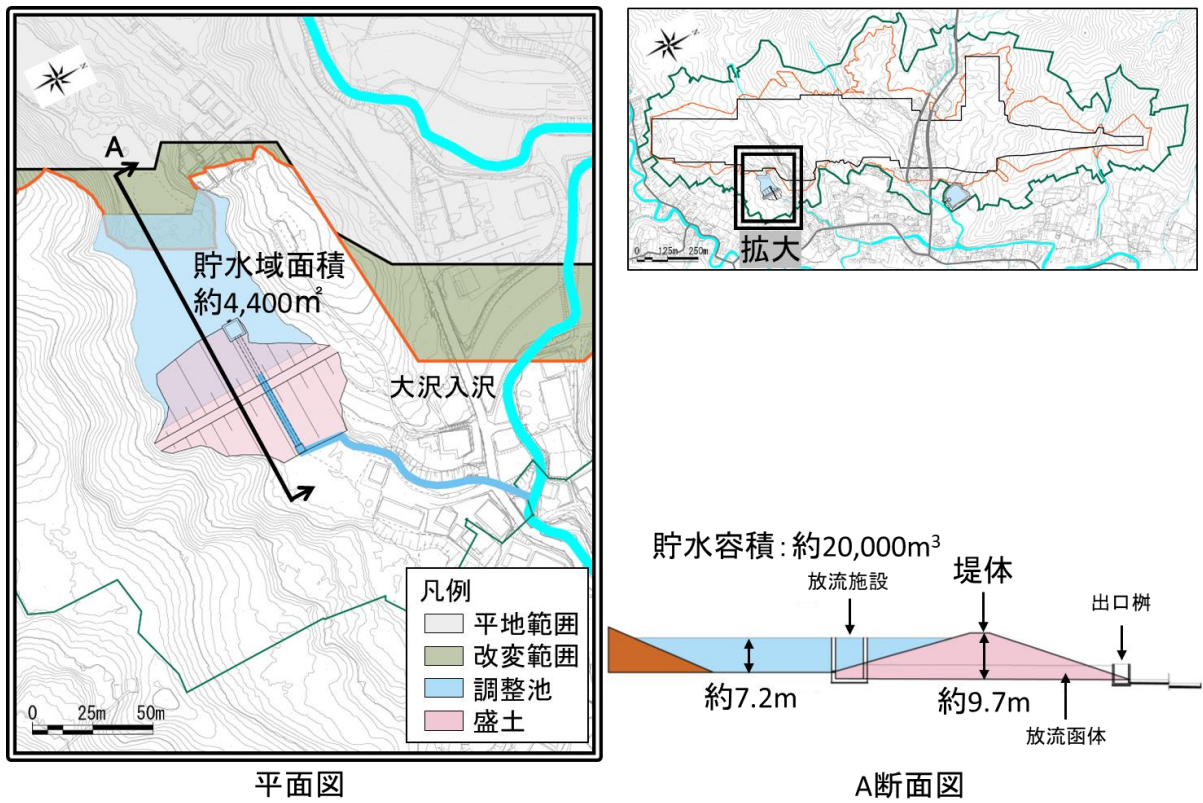 N
A
貯水域面積
約4,400㎡
大沢入沢
凡例
平地範囲
改変範囲
調整池
盛土
0 25m 50m
平面図
N
拡大
0 125m 250m
貯水容積：約20,000m³
放流施設
堤体
出口桝
約7.2m
約9.7m
放流函体
A断面図